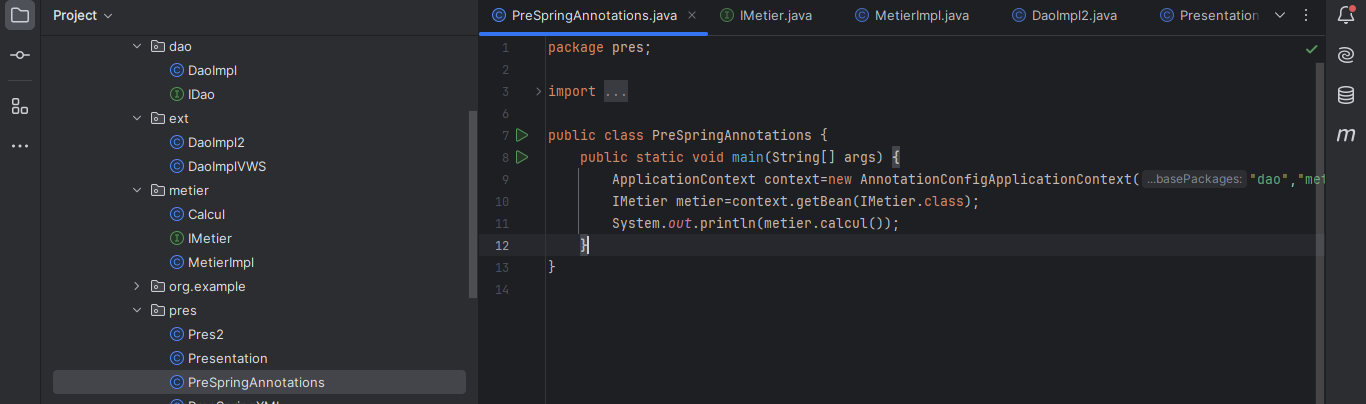 Project
dao
DaoImpl
IDao
ext
DaoImpl2
DaoImplVWS
metier
Calcul
IMetier
MetierImpl
org.example
pres
Pres2
Presentation
PreSpringAnnotations
PreSpringAnnotations.java
IMetier.java
MetierImpl.java
DaoImpl2.java
Presentation
1 package pres;
2
3 import ...
6
7 public class PreSpringAnnotations {
8 public static void main(String[] args) {
9 ApplicationContext context=new AnnotationConfigApplicationContext( ...basePackages: "dao","met
10 IMetier metier=context.getBean(IMetier.class);
11 System.out.println(metier.calcul());
12 }
13 }
14
m